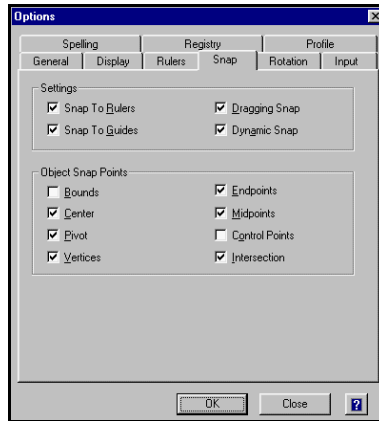 Options
Spelling Registry Profile
General Display Rulers Snap Rotation Input
Settings
Snap To Rulers Dragging Snap
Snap To Guides Dynamic Snap
Object Snap Points
Bounds Endpoints
Center Midpoints
Pivot Control Points
Vertices Intersection
OK Close ?